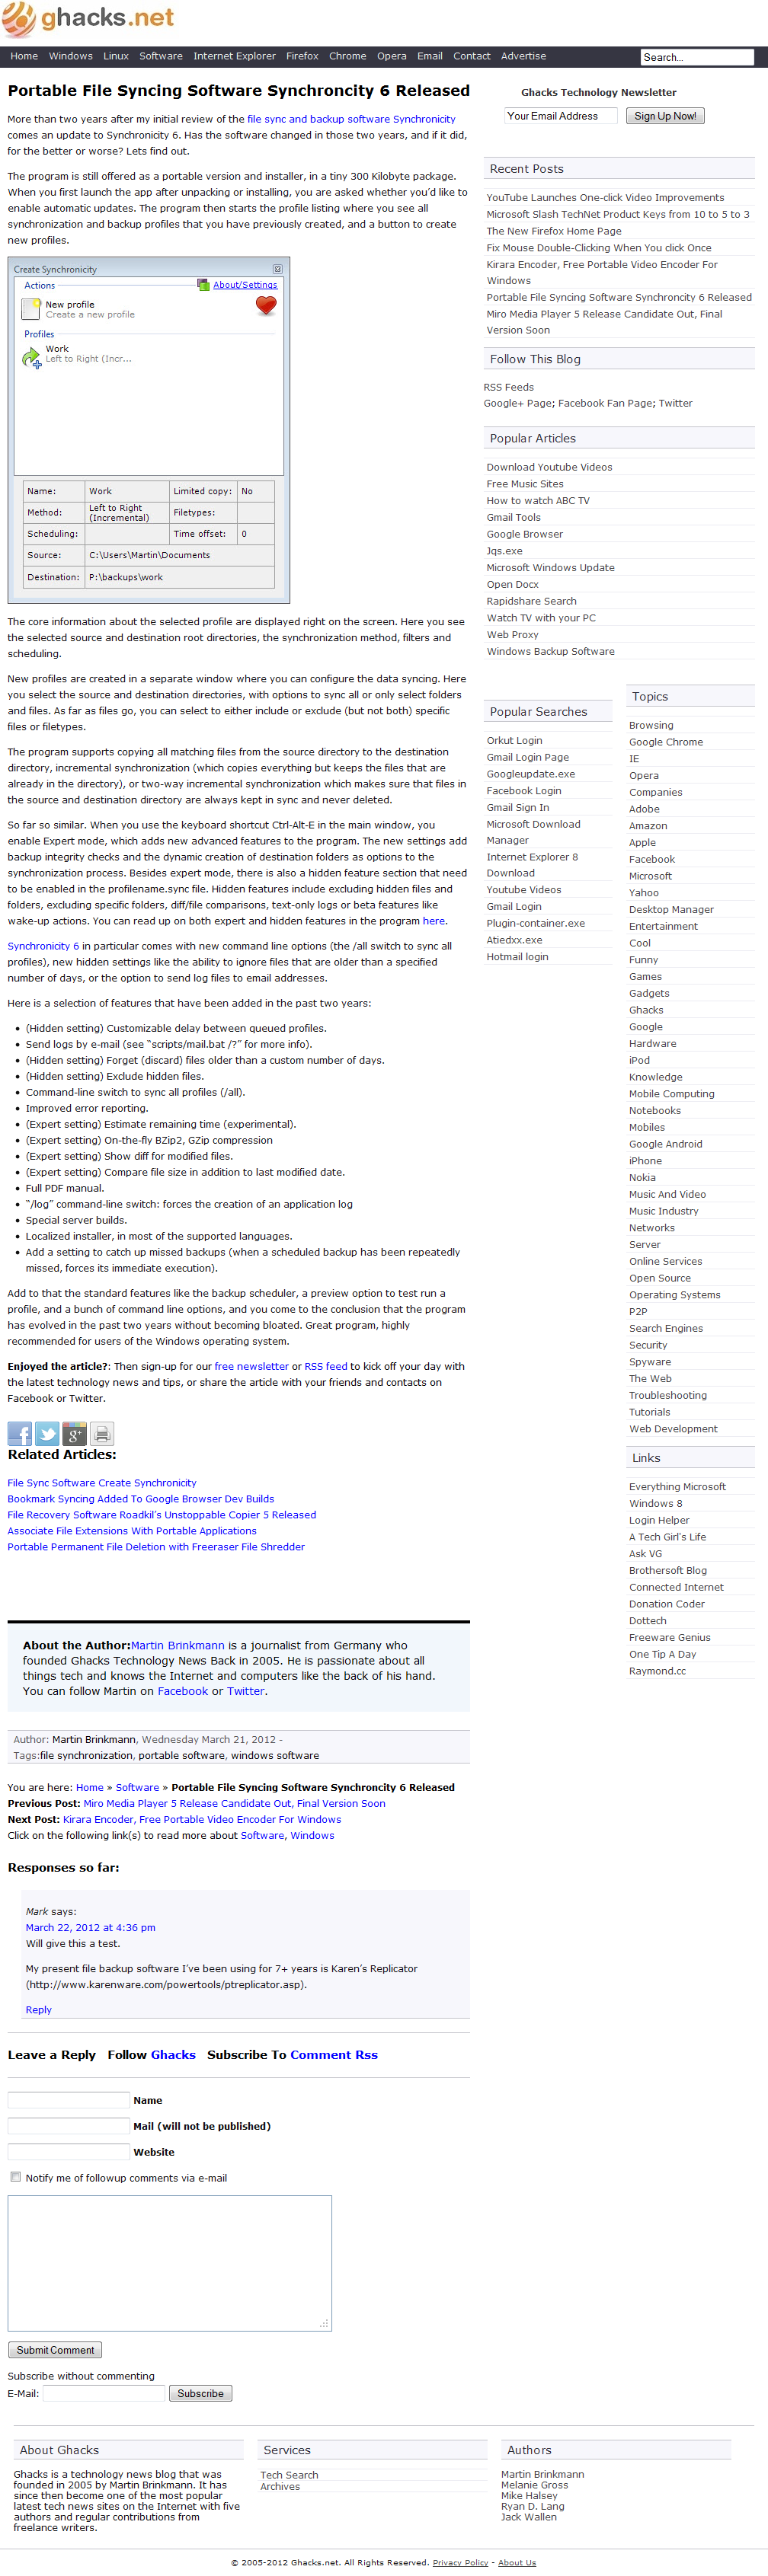 ghacks.net
Home Windows Linux Software Internet Explorer Firefox Chrome Opera Email Contact Advertise Search...
Portable File Syncing Software Synchroncity 6 Released
More than two years after my initial review of the file sync and backup software Synchronicity
comes an update to Synchronicity 6. Has the software changed in those two years, and if it did,
for the better or worse? Lets find out.
The program is still offered as a portable version and installer, in a tiny 300 Kilobyte package.
When you first launch the app after unpacking or installing, you are asked whether you'd like to
enable automatic updates. The program then starts the profile listing where you see all
synchronization and backup profiles that you have previously created, and a button to create
new profiles.
Create Synchronicity
Actions About/Settings
New profile
Create a new profile
Profiles
Work
Left to Right (Incr...
Name: Work Limited copy: No
Method: Left to Right (Incremental) Filetypes:
Scheduling: Time offset: 0
Source: C:\Users\Martin\Documents
Destination: P:\backups\work
The core information about the selected profile are displayed right on the screen. Here you see
the selected source and destination root directories, the synchronization method, filters and
scheduling.
New profiles are created in a separate window where you can configure the data syncing. Here
you select the source and destination directories, with options to sync all or only select folders
and files. As far as files go, you can select to either include or exclude (but not both) specific
files or filetypes.
The program supports copying all matching files from the source directory to the destination
directory, incremental synchronization (which copies everything but keeps the files that are
already in the directory), or two-way incremental synchronization which makes sure that files in
the source and destination directory are always kept in sync and never deleted.
So far so similar. When you use the keyboard shortcut Ctrl-Alt-E in the main window, you
enable Expert mode, which adds new advanced features to the program. The new settings add
backup integrity checks and the dynamic creation of destination folders as options to the
synchronization process. Besides expert mode, there is also a hidden feature section that need
to be enabled in the profilename.sync file. Hidden features include excluding hidden files and
folders, excluding specific folders, diff/file comparisons, text-only logs or beta features like
wake-up actions. You can read up on both expert and hidden features in the program here.
Synchronicity 6 in particular comes with new command line options (the /all switch to sync all
profiles), new hidden settings like the ability to ignore files that are older than a specified
number of days, or the option to send log files to email addresses.
Here is a selection of features that have been added in the past two years:
• (Hidden setting) Customizable delay between queued profiles.
• Send logs by e-mail (see "scripts/mail.bat /?" for more info).
• (Hidden setting) Forget (discard) files older than a custom number of days.
• (Hidden setting) Exclude hidden files.
• Command-line switch to sync all profiles (/all).
• Improved error reporting.
• (Expert setting) Estimate remaining time (experimental).
• (Expert setting) On-the-fly BZip2, GZip compression
• (Expert setting) Show diff for modified files.
• (Expert setting) Compare file size in addition to last modified date.
• Full PDF manual.
• "/log" command-line switch: forces the creation of an application log
• Special server builds.
• Localized installer, in most of the supported languages.
• Add a setting to catch up missed backups (when a scheduled backup has been repeatedly
missed, forces its immediate execution).
Add to that the standard features like the backup scheduler, a preview option to test run a
profile, and a bunch of command line options, and you come to the conclusion that the program
has evolved in the past two years without becoming bloated. Great program, highly
recommended for users of the Windows operating system.
Enjoyed the article?: Then sign-up for our free newsletter or RSS feed to kick off your day with
the latest technology news and tips, or share the article with your friends and contacts on
Facebook or Twitter.
Related Articles:
File Sync Software Create Synchronicity
Bookmark Syncing Added To Google Browser Dev Builds
File Recovery Software Roadkil's Unstoppable Copier 5 Released
Associate File Extensions With Portable Applications
Portable Permanent File Deletion with Freeraser File Shredder
About the Author:Martin Brinkmann is a journalist from Germany who
founded Ghacks Technology News Back in 2005. He is passionate about all
things tech and knows the Internet and computers like the back of his hand.
You can follow Martin on Facebook or Twitter.
Author: Martin Brinkmann, Wednesday March 21, 2012 -
Tags:file synchronization, portable software, windows software
You are here: Home » Software » Portable File Syncing Software Synchroncity 6 Released
Previous Post: Miro Media Player 5 Release Candidate Out, Final Version Soon
Next Post: Kirara Encoder, Free Portable Video Encoder For Windows
Click on the following link(s) to read more about Software, Windows
Responses so far:
Mark says:
March 22, 2012 at 4:36 pm
Will give this a test.
My present file backup software I've been using for 7+ years is Karen's Replicator
(http://www.karenware.com/powertools/ptreplicator.asp).
Reply
Leave a Reply Follow Ghacks Subscribe To Comment Rss
Name
Mail (will not be published)
Website
Notify me of followup comments via e-mail
Submit Comment
Subscribe without commenting
E-Mail: Subscribe
Ghacks Technology Newsletter
Your Email Address Sign Up Now!
Recent Posts
YouTube Launches One-click Video Improvements
Microsoft Slash TechNet Product Keys from 10 to 5 to 3
The New Firefox Home Page
Fix Mouse Double-Clicking When You click Once
Kirara Encoder, Free Portable Video Encoder For
Windows
Portable File Syncing Software Synchroncity 6 Released
Miro Media Player 5 Release Candidate Out, Final
Version Soon
Follow This Blog
RSS Feeds
Google+ Page; Facebook Fan Page; Twitter
Popular Articles
Download Youtube Videos
Free Music Sites
How to watch ABC TV
Gmail Tools
Google Browser
Jqs.exe
Microsoft Windows Update
Open Docx
Rapidshare Search
Watch TV with your PC
Web Proxy
Windows Backup Software
Popular Searches
Orkut Login
Gmail Login Page
Googleupdate.exe
Facebook Login
Gmail Sign In
Microsoft Download
Manager
Internet Explorer 8
Download
Youtube Videos
Gmail Login
Plugin-container.exe
Atiedxx.exe
Hotmail login
Topics
Browsing
Google Chrome
IE
Opera
Companies
Adobe
Amazon
Apple
Facebook
Microsoft
Yahoo
Desktop Manager
Entertainment
Cool
Funny
Games
Gadgets
Ghacks
Google
Hardware
iPod
Knowledge
Mobile Computing
Notebooks
Mobiles
Google Android
iPhone
Nokia
Music And Video
Music Industry
Networks
Server
Online Services
Open Source
Operating Systems
P2P
Search Engines
Security
Spyware
The Web
Troubleshooting
Tutorials
Web Development
Links
Everything Microsoft
Windows 8
Login Helper
A Tech Girl's Life
Ask VG
Brothersoft Blog
Connected Internet
Donation Coder
Dottech
Freeware Genius
One Tip A Day
Raymond.cc
About Ghacks
Ghacks is a technology news blog that was
founded in 2005 by Martin Brinkmann. It has
since then become one of the most popular
latest tech news sites on the Internet with five
authors and regular contributions from
freelance writers.
Services
Tech Search
Archives
Authors
Martin Brinkmann
Melanie Gross
Mike Halsey
Ryan D. Lang
Jack Wallen
© 2005-2012 Ghacks.net. All Rights Reserved. Privacy Policy - About Us